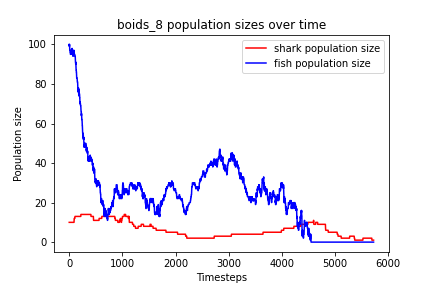 boids_8 population sizes over time
shark population size
fish population size
Population size
100
80
60
40
20
0
0 1000 2000 3000 4000 5000 6000
Timesteps